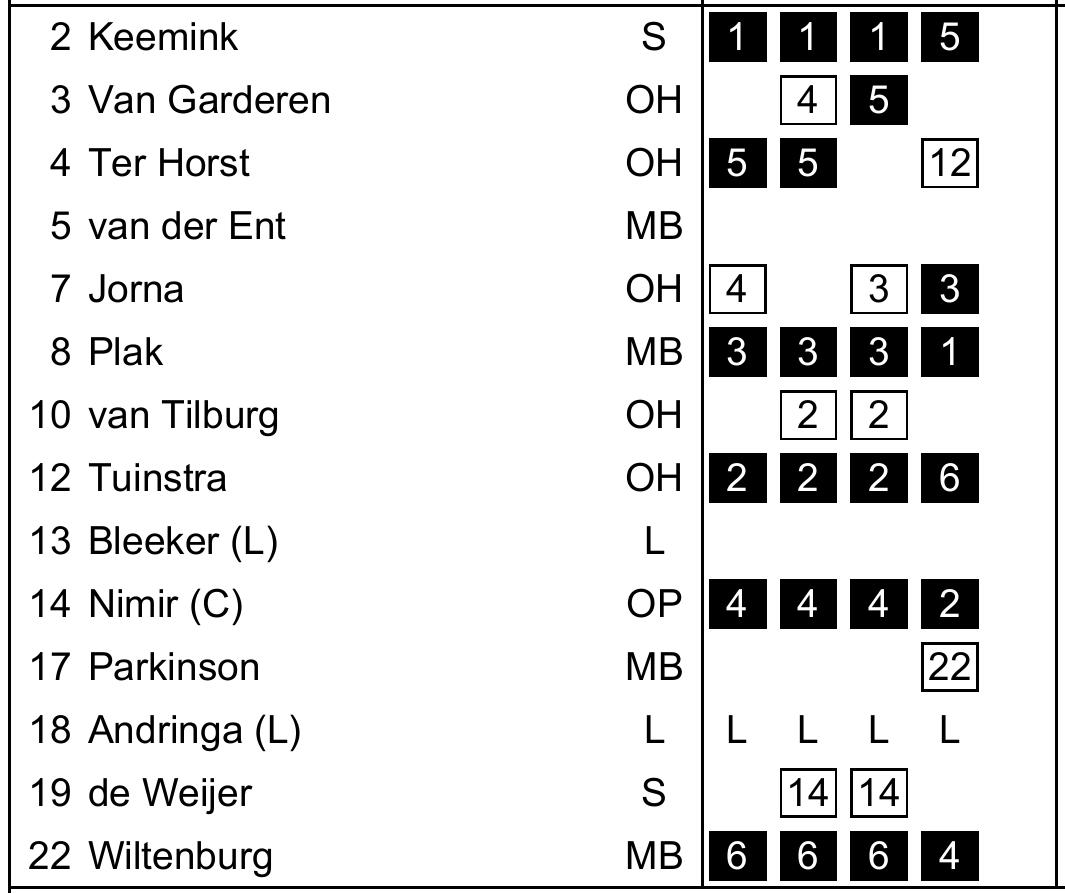 2 Keemink S 1 1 1 5
3 Van Garderen OH 4 5
4 Ter Horst OH 5 5 12
5 van der Ent MB
7 Jorna OH 4 3 3
8 Plak MB 3 3 3 1
10 van Tilburg OH 2 2
12 Tuinstra OH 2 2 2 6
13 Bleeker (L) L
14 Nimir (C) OP 4 4 4 2
17 Parkinson MB 22
18 Andringa (L) L L L L L
19 de Weijer S 14 14
22 Wiltenburg MB 6 6 6 4